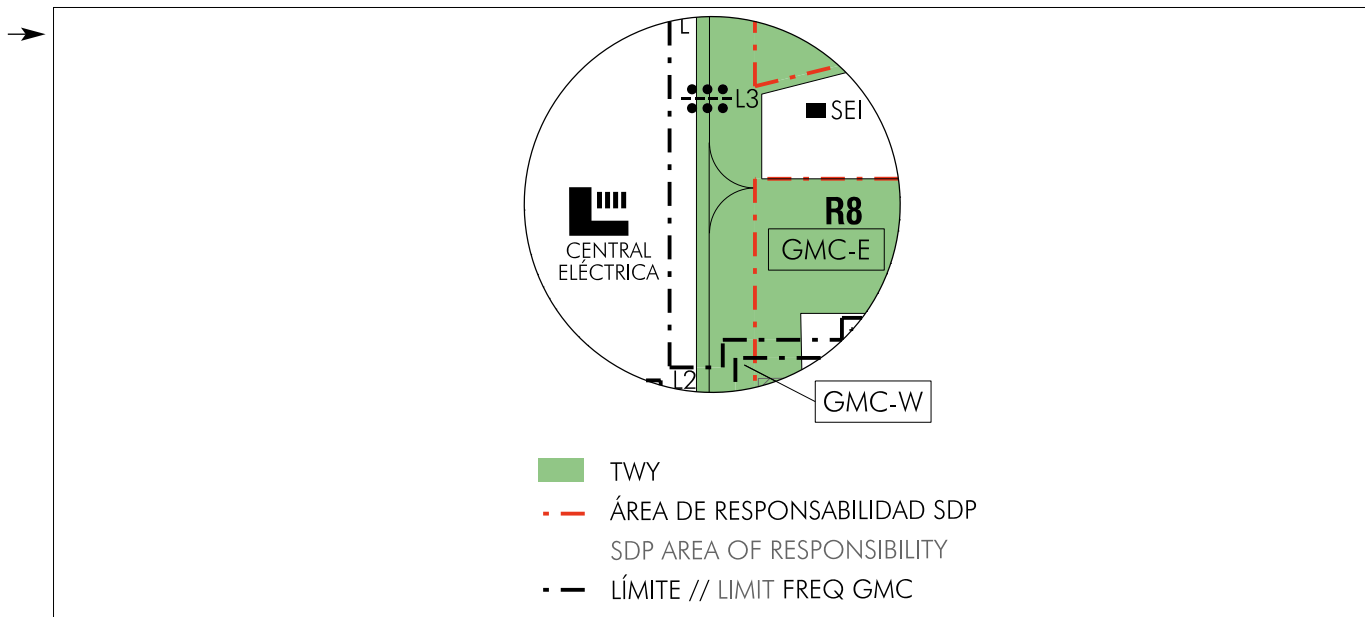 L
L3
SEI
R8
GMC-E
CENTRAL
ELÉCTRICA
L2
GMC-W
TWY
ÁREA DE RESPONSABILIDAD SDP
SDP AREA OF RESPONSIBILITY
LÍMITE // LIMIT FREQ GMC